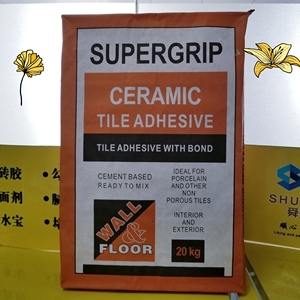 SUPERGRIP
CERAMIC
TILE ADHESIVE
TILE ADHESIVE WITH BOND
CEMENT BASED
READY TO MIX
IDEAL FOR
PORCELAIN
AND OTHER
NON
POROUS TILES
INTERIOR
AND
EXTERIOR
WALL
&
FLOOR
20 kg
砖胶
面剂
水宝
SHU